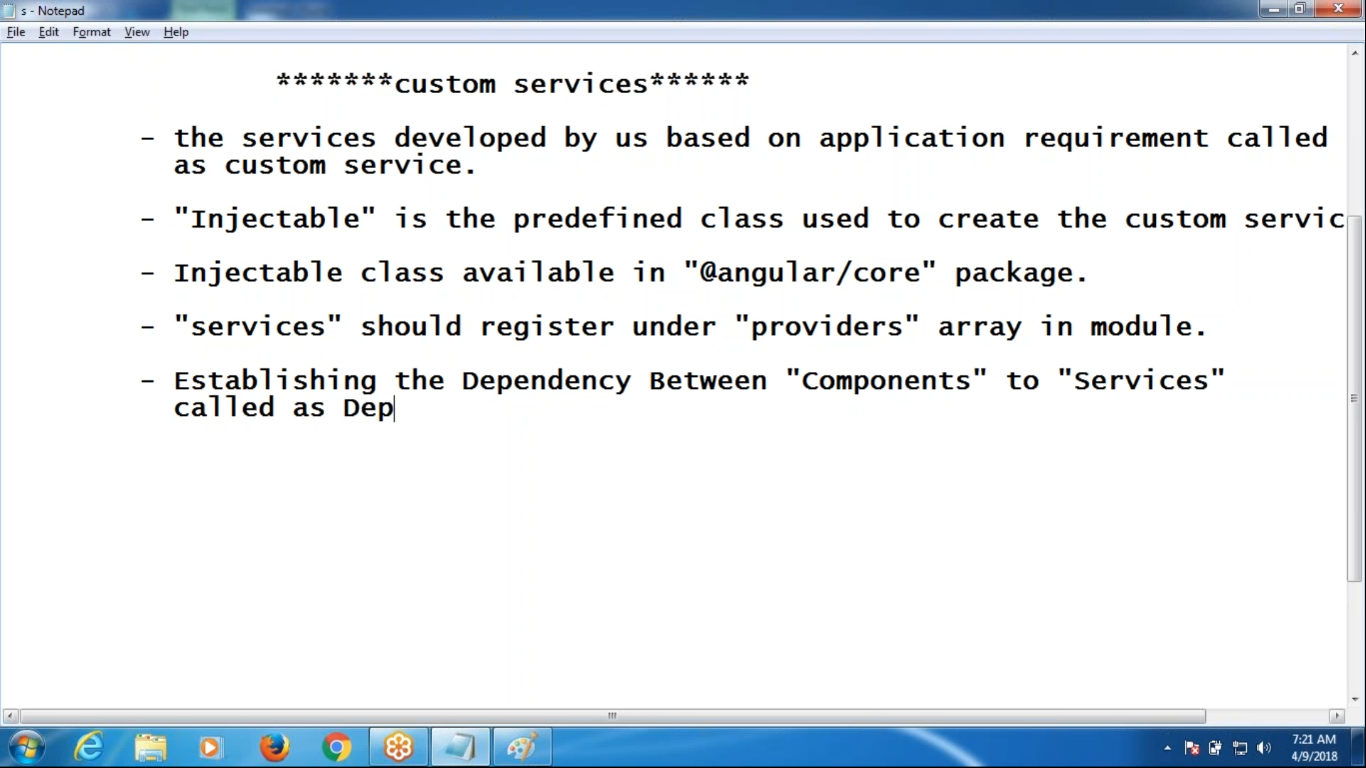 s - Notepad
File Edit Format View Help
*******custom services******
- the services developed by us based on application requirement called
as custom service.
- "Injectable" is the predefined class used to create the custom servic
- Injectable class available in "@angular/core" package.
- "services" should register under "providers" array in module.
- Establishing the Dependency Between "Components" to "Services"
called as Dep
7:21 AM
4/9/2018